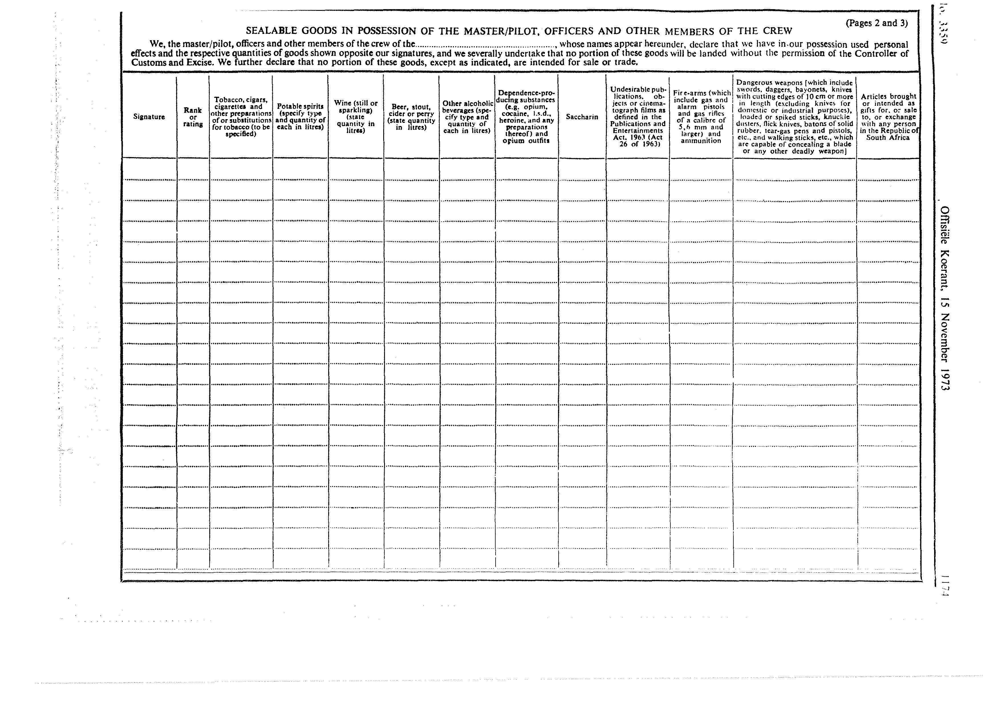 (Pages 2 and 3)
SEALABLE GOODS IN POSSESSION OF THE MASTER/PILOT, OFFICERS AND OTHER MEMBERS OF THE CREW
We, the master/pilot, officers and other members of the crew of the............................................................, whose names appear hereunder, declare that we have in our possession used personal
effects and the respective quantities of goods shown opposite our signatures, and we severally undertake that no portion of these goods will be landed without the permission of the Controller of
Customs and Excise. We further declare that no portion of these goods, except as indicated, are intended for sale or trade.
Signature
Rank
or
rating
Tobacco, cigars,
cigarettes and
other preparations
of or substitutions
for tobacco (to be
specified)
Potable spirits
(specify type
and quantity of
each in litres)
Wine (still or
sparkling)
(state
quantity in
litres)
Beer, stout,
cider or perry
(state quantity
in litres)
Other alcoholic
beverages (spe-
cify type and
quantity of
each in litres)
Dependence-pro-
ducing substances
(e.g. opium,
cocaine, l.s.d.,
heroine, and any
preparations
thereof) and
opium outfits
Saccharin
Undesirable pub-
lications, ob-
jects or cinema-
tograph films as
defined in the
Publications and
Entertainments
Act, 1963 (Act
26 of 1963)
Fire-arms (which
include gas and
alarm pistols
and gas rifles
of a calibre of
5,6 mm and
larger) and
ammunition
Dangerous weapons [which include
swords, daggers, bayonets, knives
with cutting edges of 10 cm or more
in length (excluding knives for
domestic or industrial purposes),
loaded or spiked sticks, knuckle
dusters, flick knives, batons of solid
rubber, tear-gas pens and pistols,
etc., and walking sticks, etc., which
are capable of concealing a blade
or any other deadly weapon]
Articles brought
or intended as
gifts for, or sale
to, or exchange
with any person
in the Republic of
South Africa
3359
Offisiële Koerant, 15 November 1973
1174